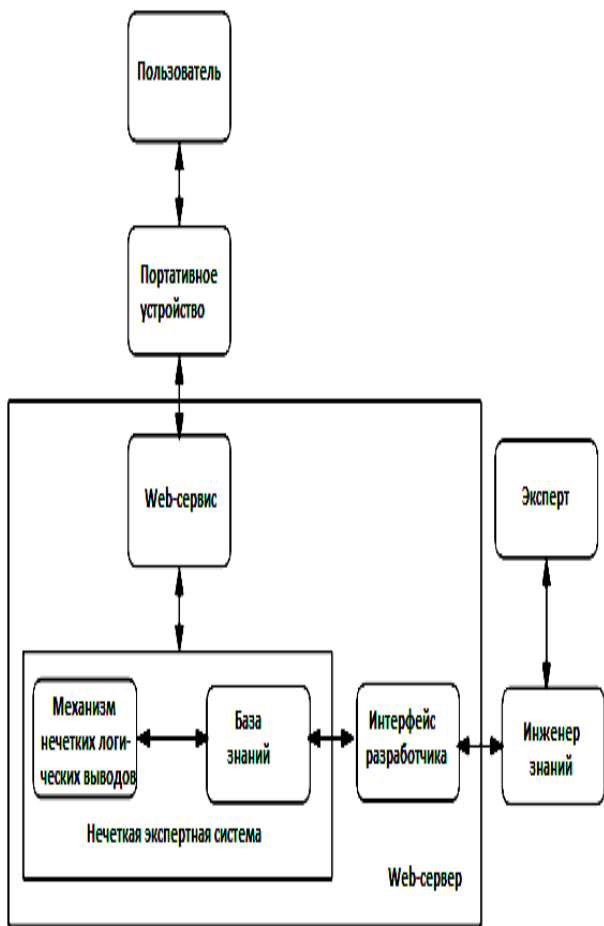 Пользователь
Портативное
устройство
Web-сервис
Эксперт
Механизм
нечетких логи-
ческих выводов
База
знаний
Интерфейс
разработчика
Инженер
знаний
Нечеткая экспертная система
Web-сервер